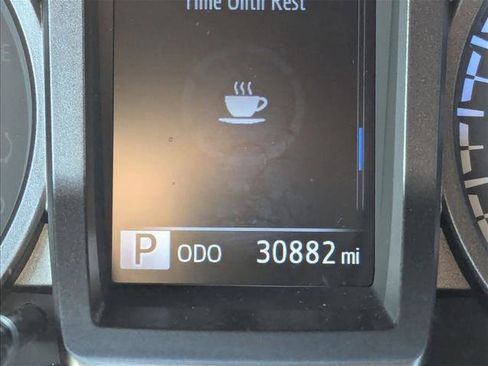 Time Until Rest
P ODO 30882 mi